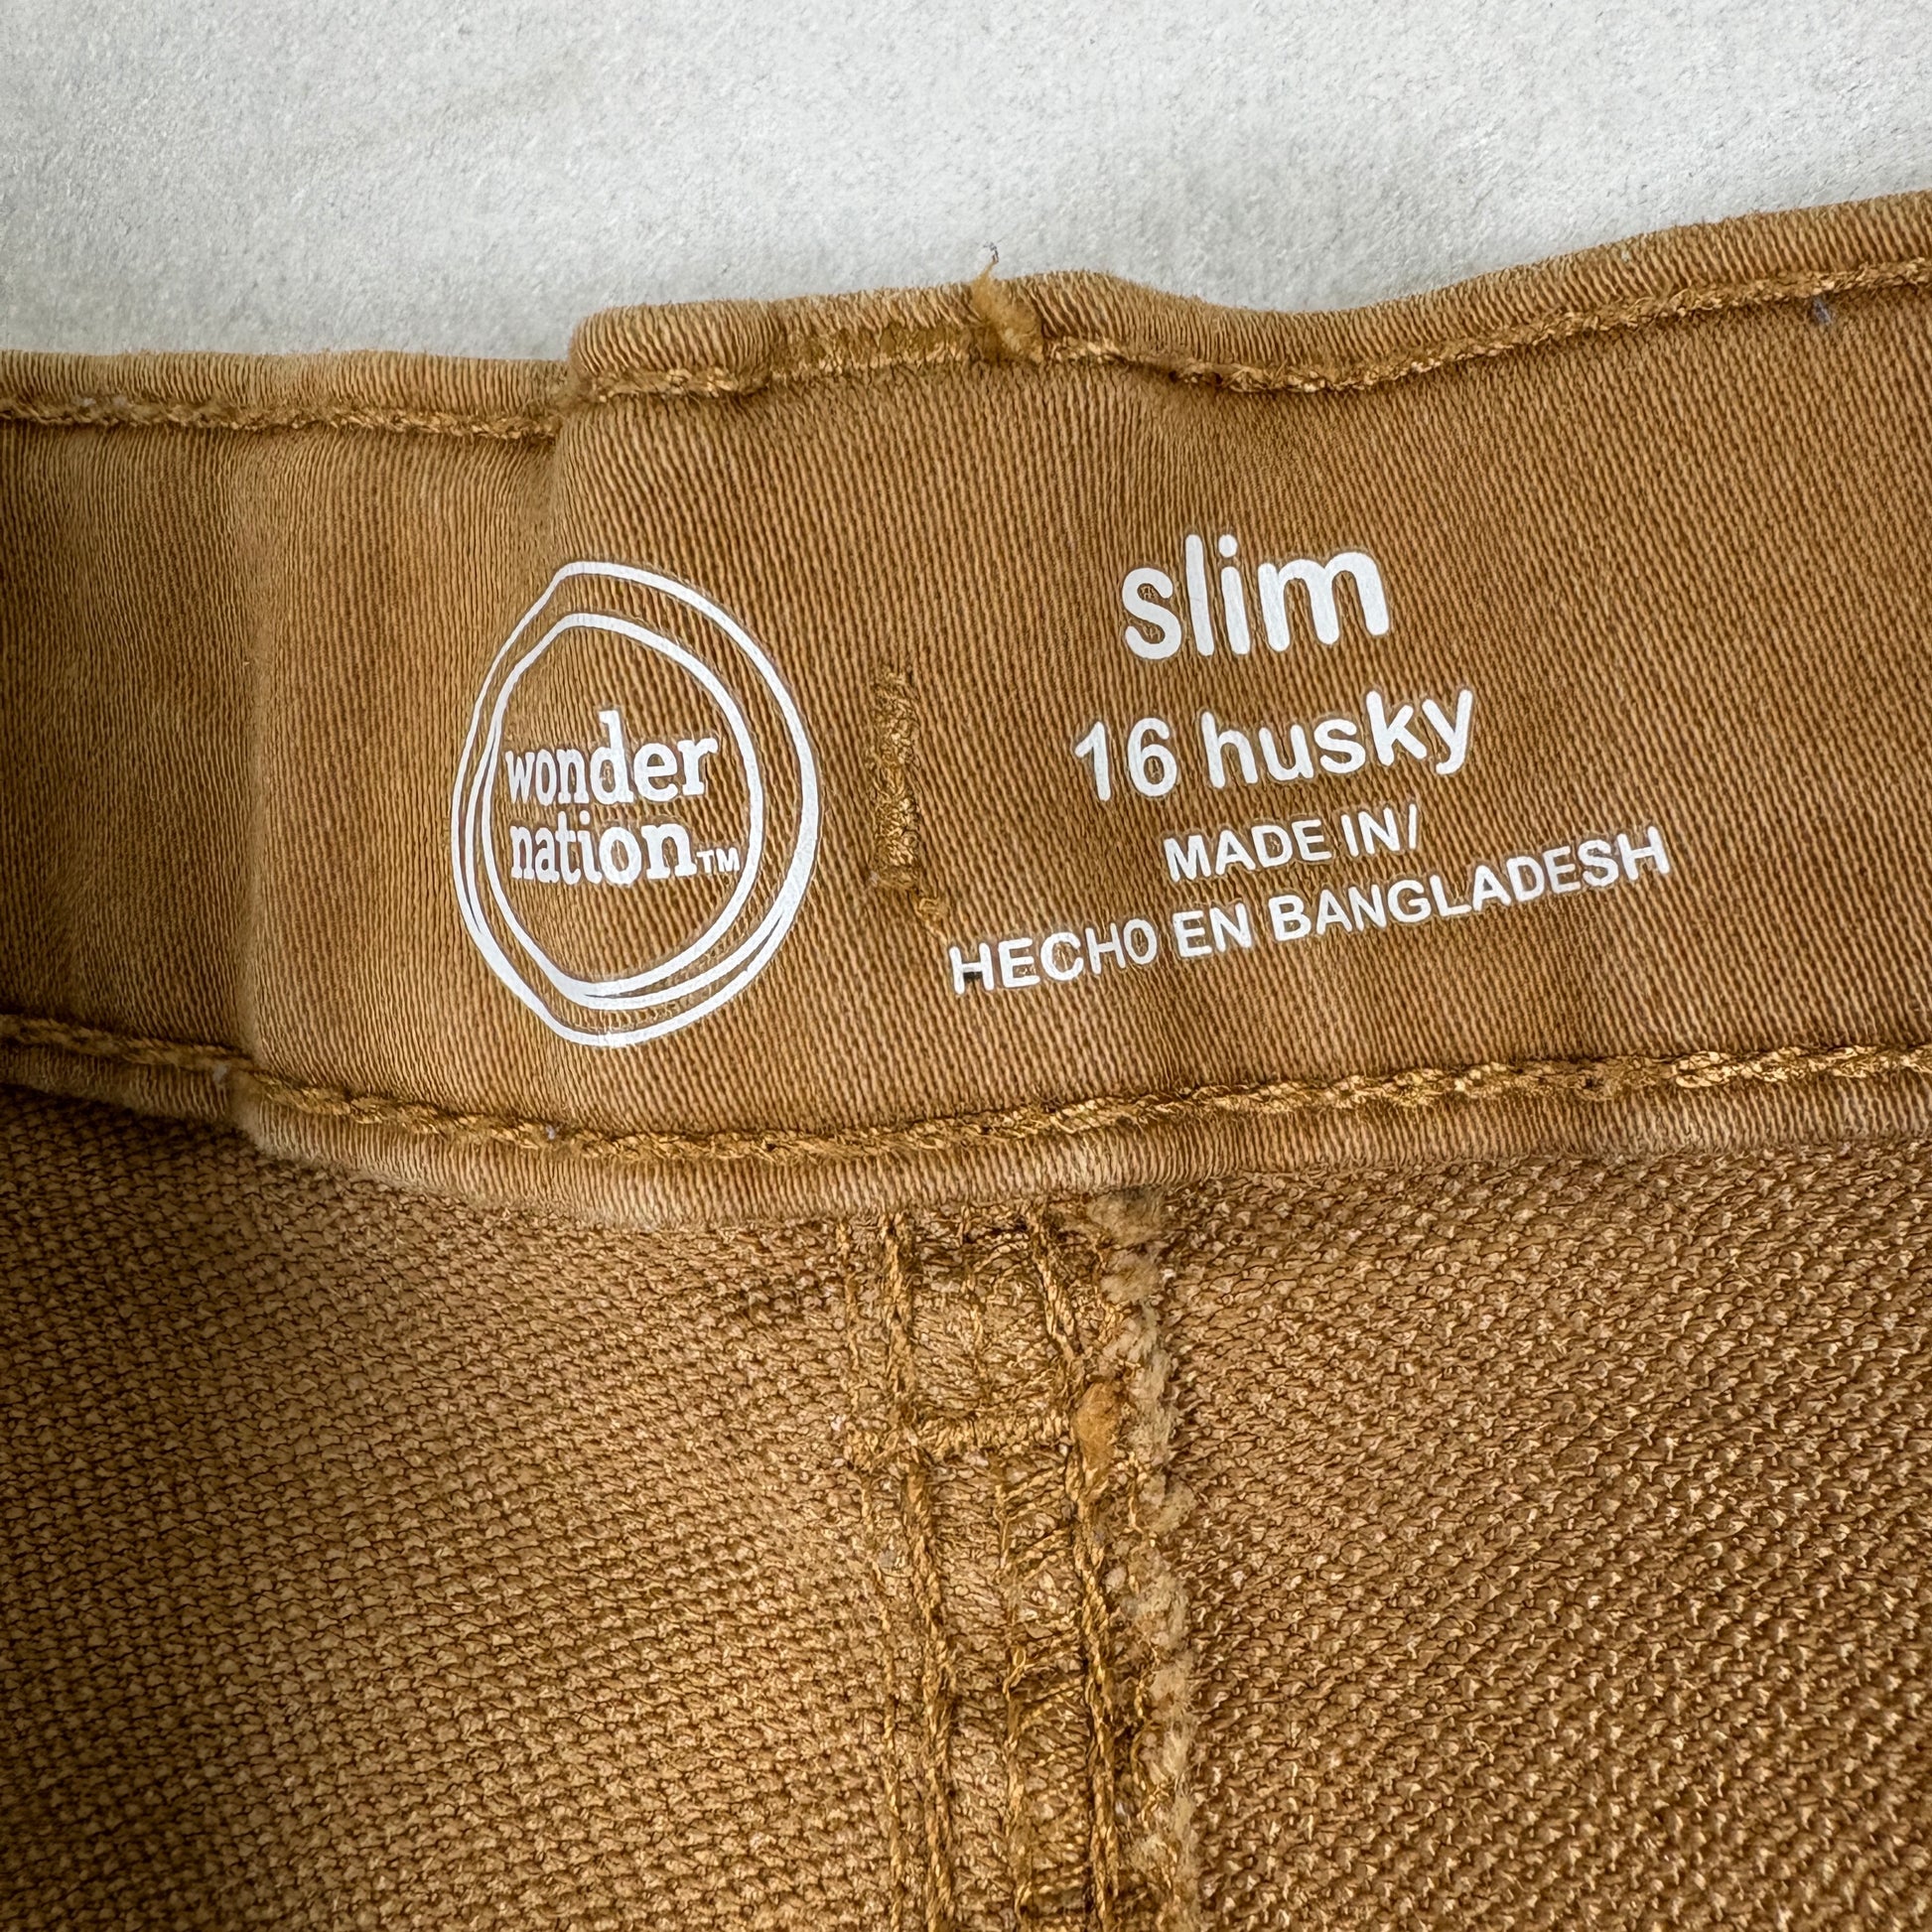 wonder
nation™
slim
16 husky
MADE IN/
HECHO EN BANGLADESH